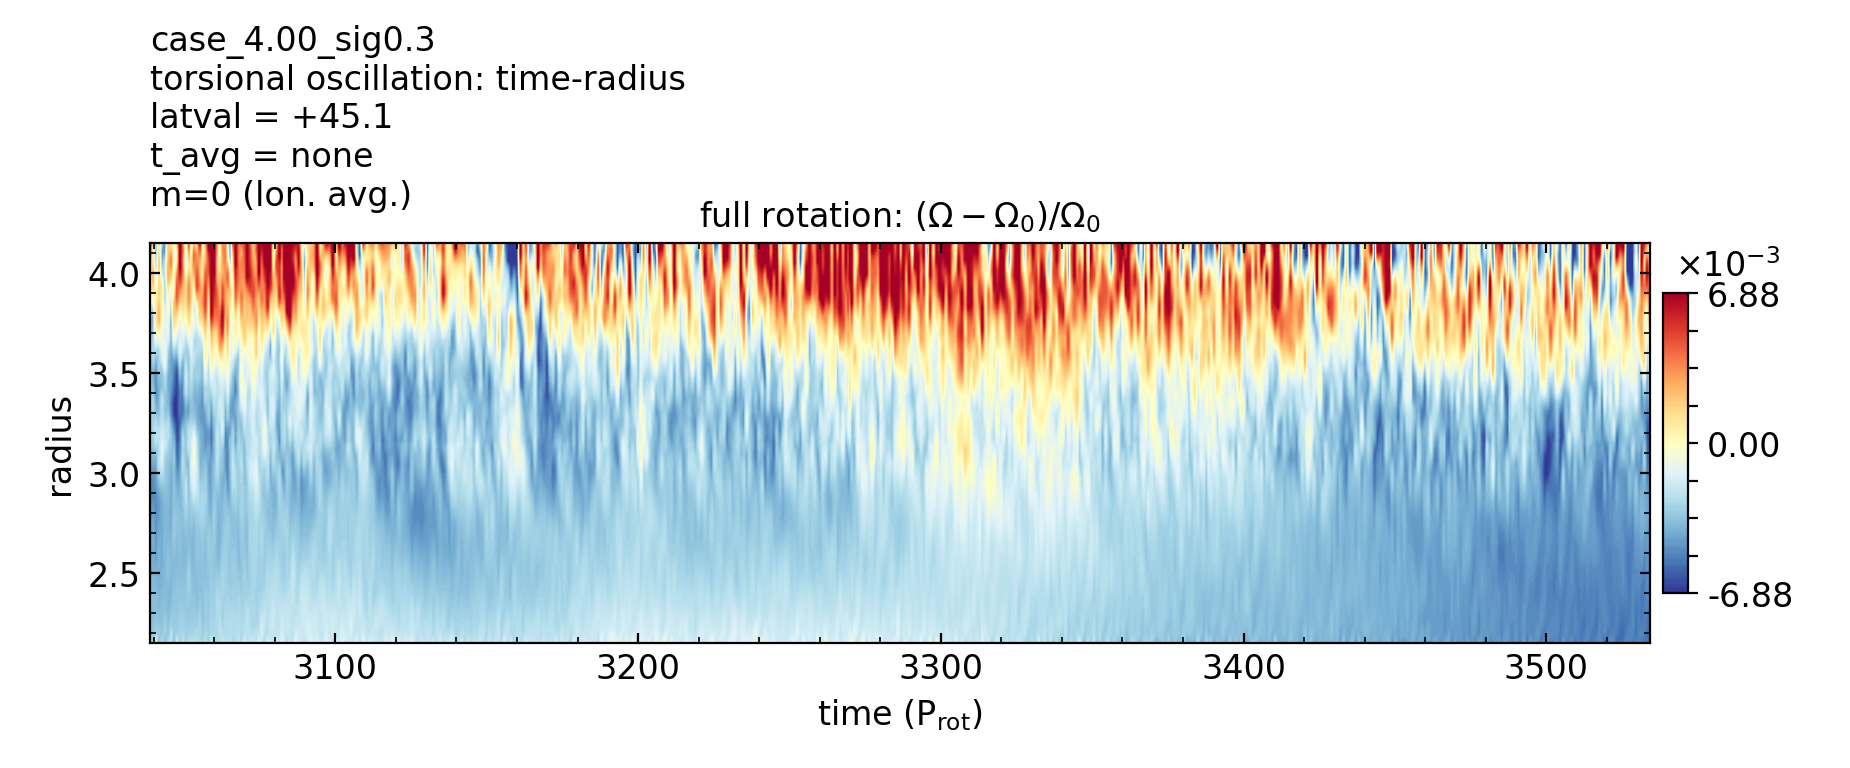 case_4.00_sig0.3
torsional oscillation: time-radius
latval = +45.1
t_avg = none
m=0 (lon. avg.)
full rotation: (Ω − Ω₀)/Ω₀
4.0
3.5
3.0
2.5
radius
3100
3200
3300
3400
3500
time (P_rot)
×10⁻³
6.88
0.00
-6.88